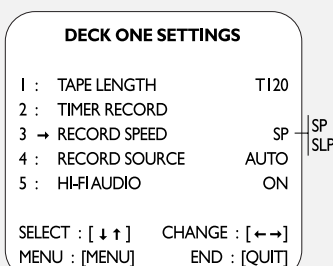 DECK ONE SETTINGS
1 : TAPE LENGTH T120
2 : TIMER RECORD
3 → RECORD SPEED SP SP
SLP
4 : RECORD SOURCE AUTO
5 : HI-FI AUDIO ON
SELECT : [↓↑] CHANGE : [←→]
MENU : [MENU] END : [QUIT]